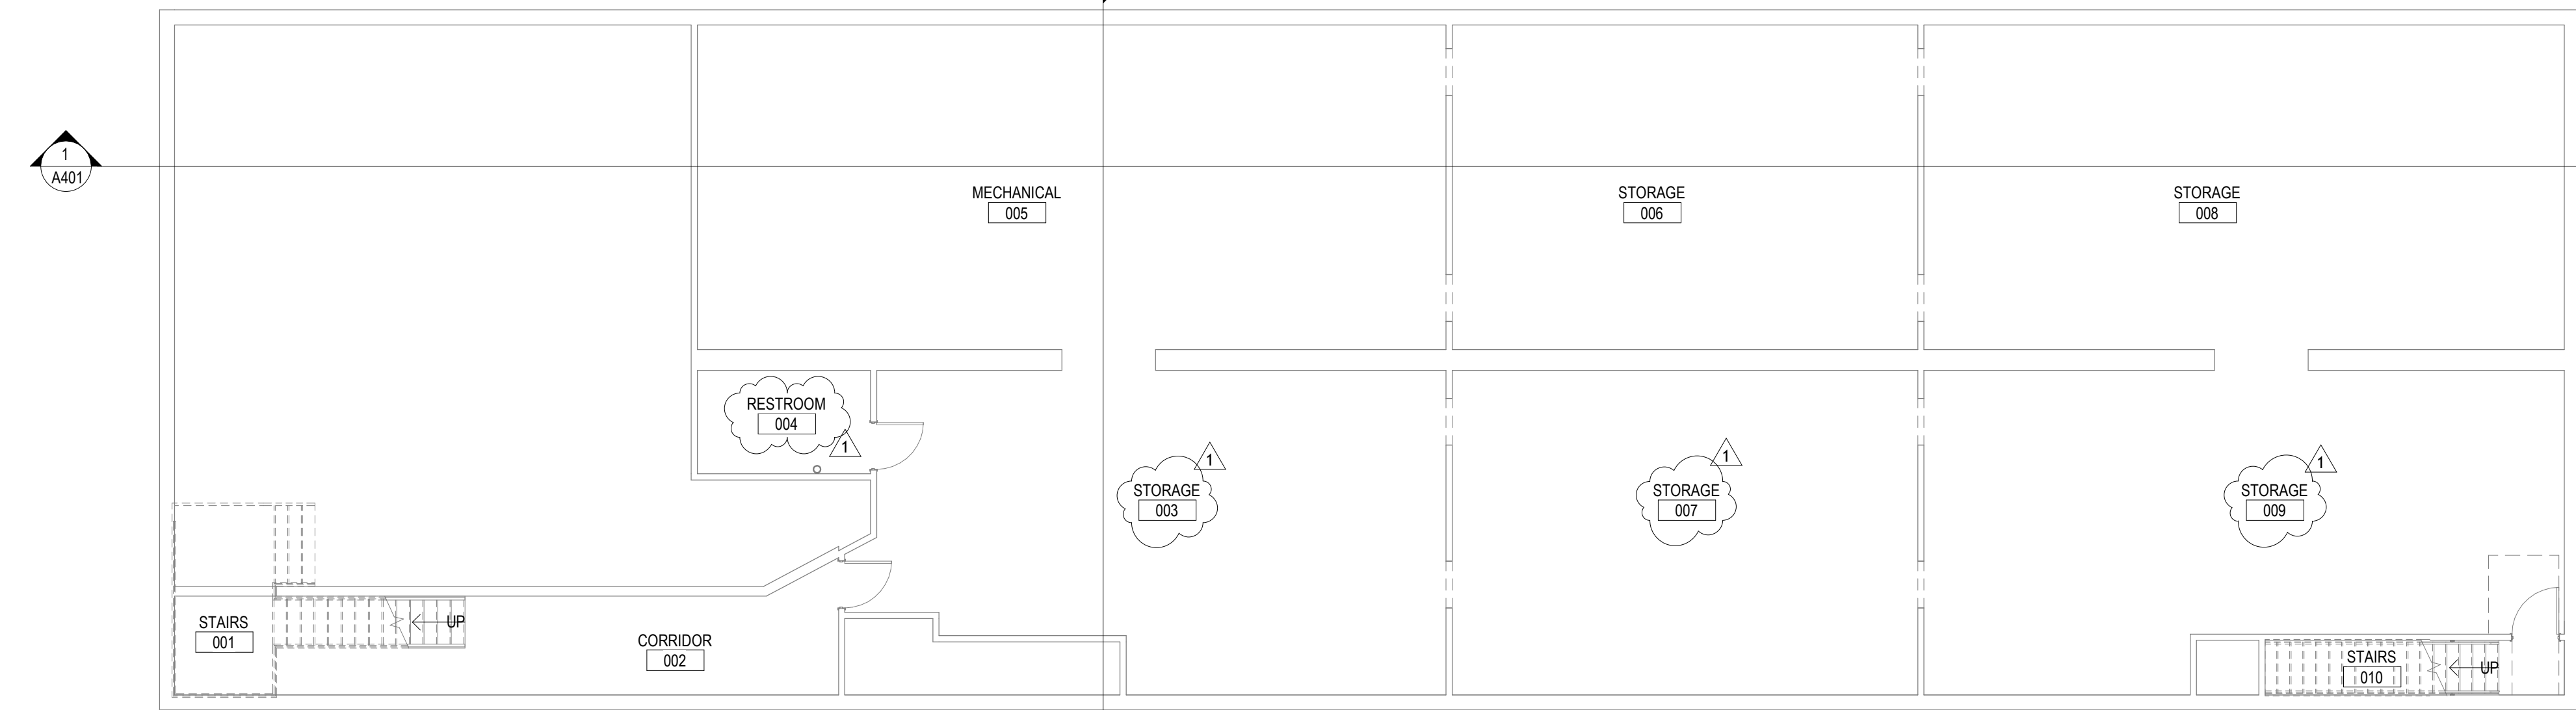 1
A401
MECHANICAL
005
STORAGE
006
STORAGE
008
RESTROOM
004
1
STORAGE
003
1
STORAGE
007
1
STORAGE
009
1
STAIRS
001
UP
CORRIDOR
002
STAIRS
010
UP